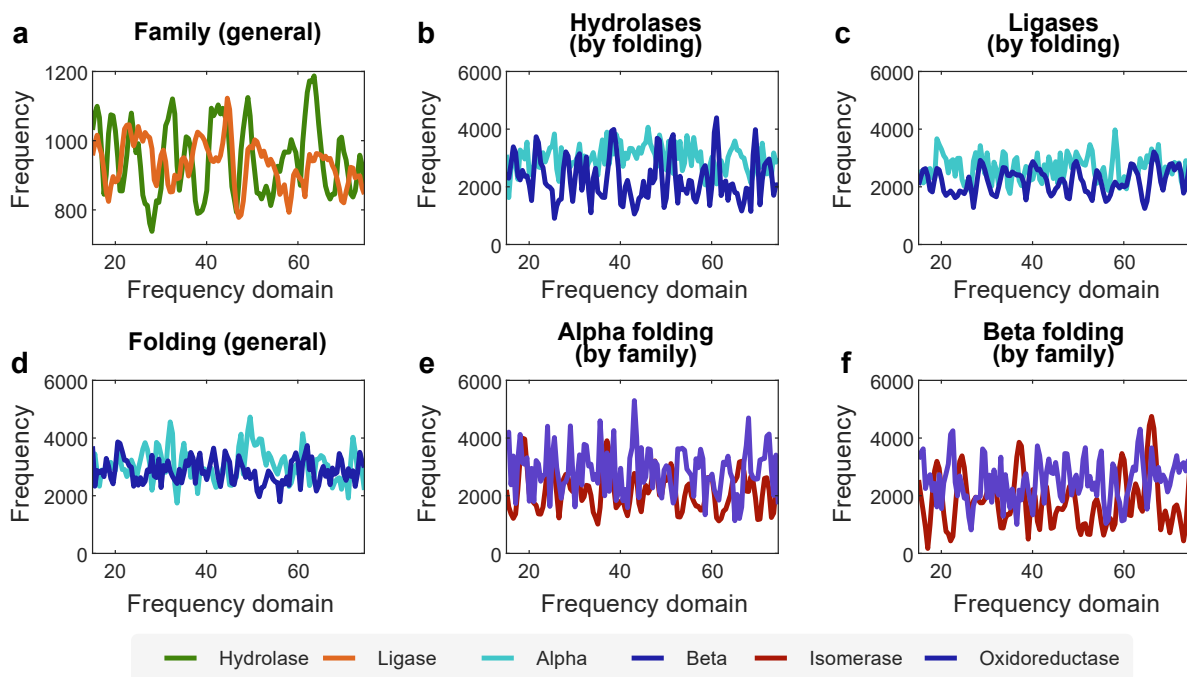 a
Family (general)
1200
1000
800
Frequency
20
40
60
Frequency domain
b
Hydrolases
(by folding)
6000
4000
2000
0
Frequency
20
40
60
Frequency domain
c
Ligases
(by folding)
6000
4000
2000
0
Frequency
20
40
60
Frequency domain
d
Folding (general)
6000
4000
2000
0
Frequency
20
40
60
Frequency domain
e
Alpha folding
(by family)
6000
4000
2000
0
Frequency
20
40
60
Frequency domain
f
Beta folding
(by family)
6000
4000
2000
0
Frequency
20
40
60
Frequency domain
Hydrolase Ligase Alpha Beta Isomerase Oxidoreductase